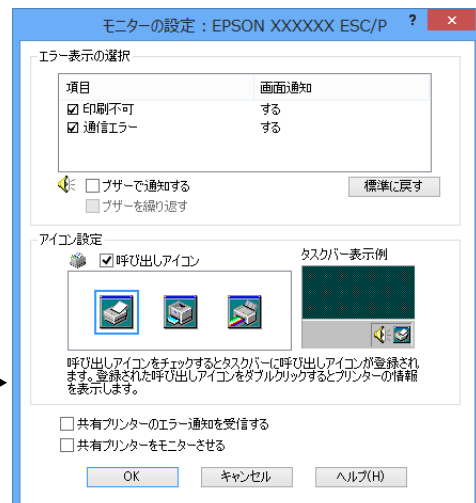 モニターの設定：EPSON XXXXXX ESC/P ? ×
エラー表示の選択
項目 画面通知
印刷不可 する
通信エラー する
ブザーで通知する 標準に戻す
ブザーを繰り返す
アイコン設定
呼び出しアイコン タスクバー表示例
呼び出しアイコンをチェックするとタスクバーに呼び出しアイコンが登録され
ます。登録された呼び出しアイコンをダブルクリックするとプリンターの情報
を表示します。
共有プリンターのエラー通知を受信する
共有プリンターをモニターさせる
OK キャンセル ヘルプ(H)